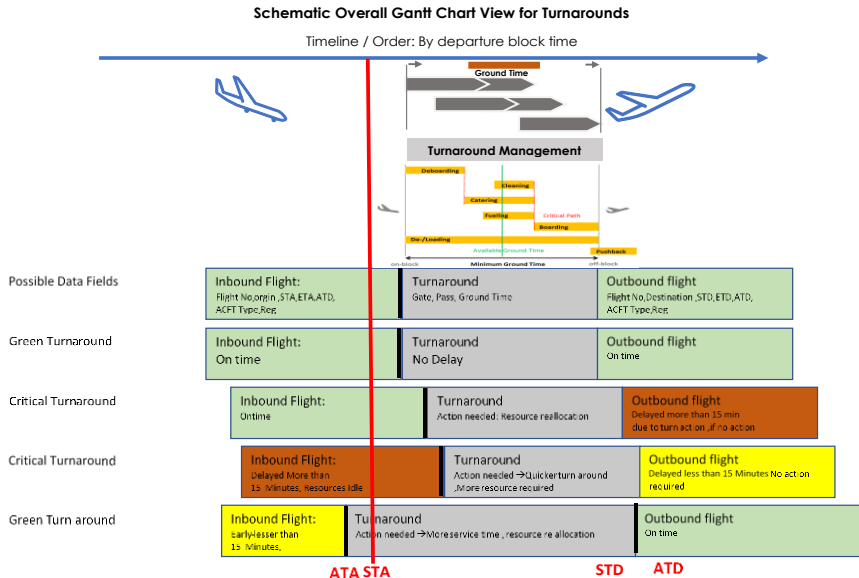 Schematic Overall Gantt Chart View for Turnarounds
Timeline / Order: By departure block time
Ground Time
Turnaround Management
Deboarding
Cleaning
Catering
Fueling
Critical Path
Boarding
De-/Loading
Available Ground Time
Pushback
on-block
Minimum Ground Time
off-block
Possible Data Fields
Inbound Flight:
Flight No,orgin ,STA,ETA,ATD,
ACFT Type,Reg
Turnaround
Gate, Pass, Ground Time
Outbound flight
Flight No,Destination ,STD,ETD,ATD,
ACFT Type,Reg
Green Turnaround
Inbound Flight:
On time
Turnaround
No Delay
Outbound flight
On time
Critical Turnaround
Inbound Flight:
Ontime
Turnaround
Action needed: Resource reallocation
Outbound flight
Delayed more than 15 min
due to turn action ,if no action
Critical Turnaround
Inbound Flight:
Delayed More than
15 Minutes, Resources Idle
Turnaround
Action needed →Quicker turn around
,More resource required
Outbound flight
Delayed less than 15 Minutes No action
required
Green Turn around
Inbound Flight:
Early-lesser than
15 Minutes,
Turnaround
Action needed →More service time , resource re allocation
Outbound flight
On time
ATA
STA
STD
ATD